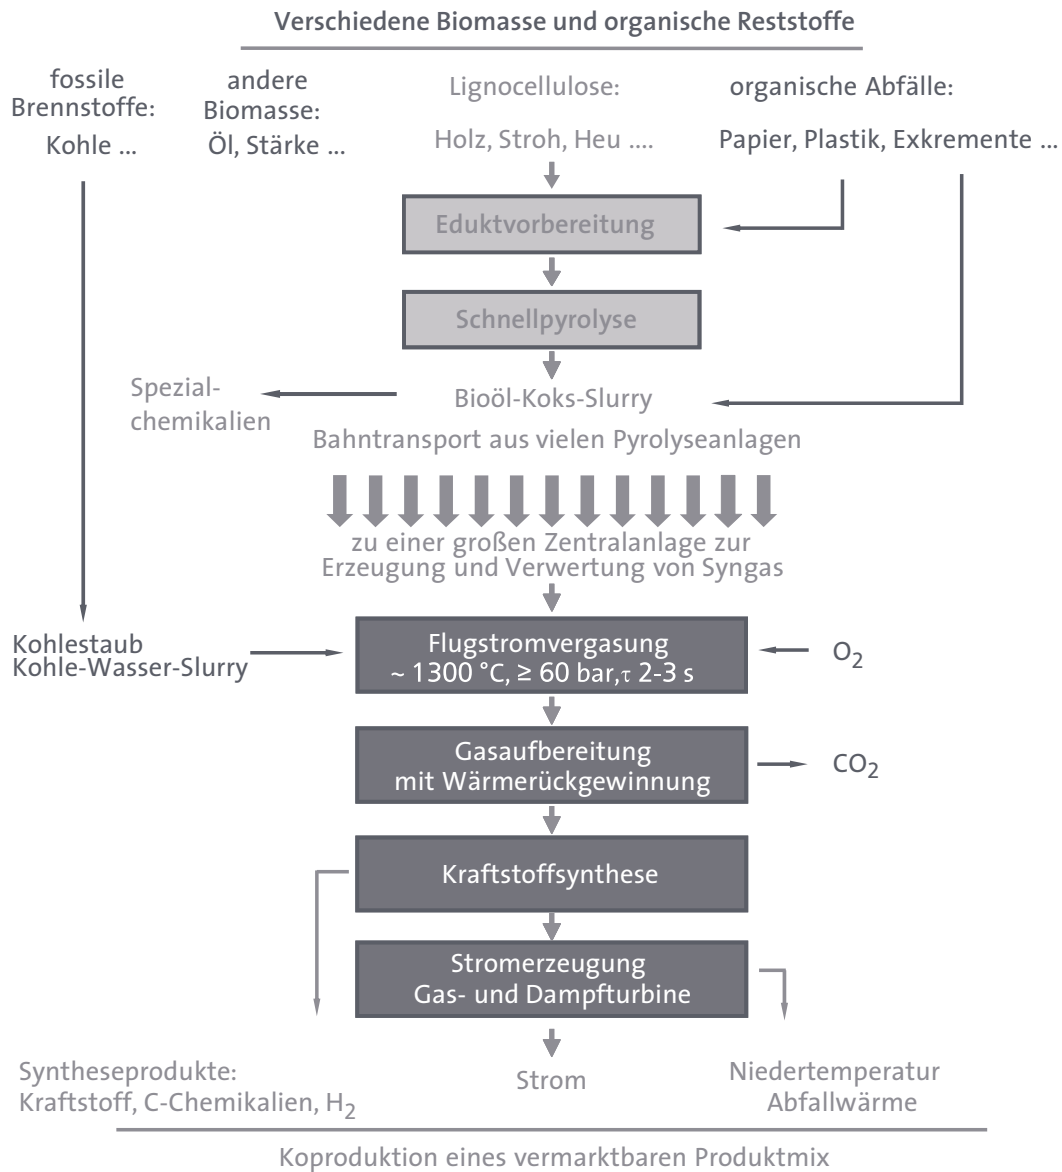 Verschiedene Biomasse und organische Reststoffe
fossile
Brennstoffe:
Kohle ...
andere
Biomasse:
Öl, Stärke ...
Lignocellulose:
Holz, Stroh, Heu ....
organische Abfälle:
Papier, Plastik, Exkremente ...
Eduktvorbereitung
Schnellpyrolyse
Spezial-
chemikalien
Bioöl-Koks-Slurry
Bahntransport aus vielen Pyrolyseanlagen
zu einer großen Zentralanlage zur
Erzeugung und Verwertung von Syngas
Kohlestaub
Kohle-Wasser-Slurry
Flugstromvergasung
~ 1300 °C, ≥ 60 bar,τ 2-3 s
O₂
Gasaufbereitung
mit Wärmerückgewinnung
CO₂
Kraftstoffsynthese
Stromerzeugung
Gas- und Dampfturbine
Syntheseprodukte:
Kraftstoff, C-Chemikalien, H₂
Strom
Niedertemperatur
Abfallwärme
Koproduktion eines vermarktbaren Produktmix